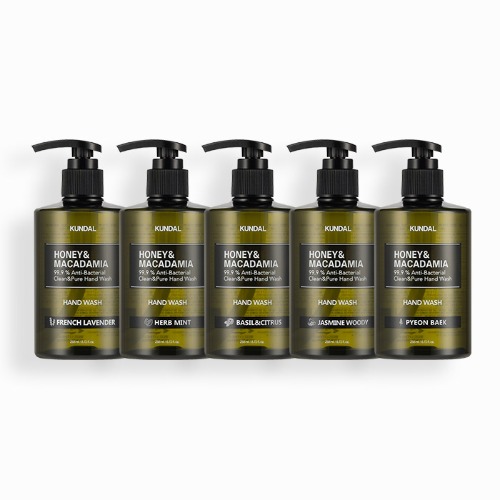 KUNDAL
HONEY&
MACADAMIA
99.9 % Anti-Bacterial
Clean&Pure Hand Wash
HAND WASH
FRENCH LAVENDER
KUNDAL
HONEY&
MACADAMIA
99.9 % Anti-Bacterial
Clean&Pure Hand Wash
HAND WASH
HERB MINT
KUNDAL
HONEY&
MACADAMIA
99.9 % Anti-Bacterial
Clean&Pure Hand Wash
HAND WASH
BASIL&CITRUS
KUNDAL
HONEY&
MACADAMIA
99.9 % Anti-Bacterial
Clean&Pure Hand Wash
HAND WASH
JASMINE WOODY
KUNDAL
HONEY&
MACADAMIA
99.9 % Anti-Bacterial
Clean&Pure Hand Wash
HAND WASH
PYEON BAEK